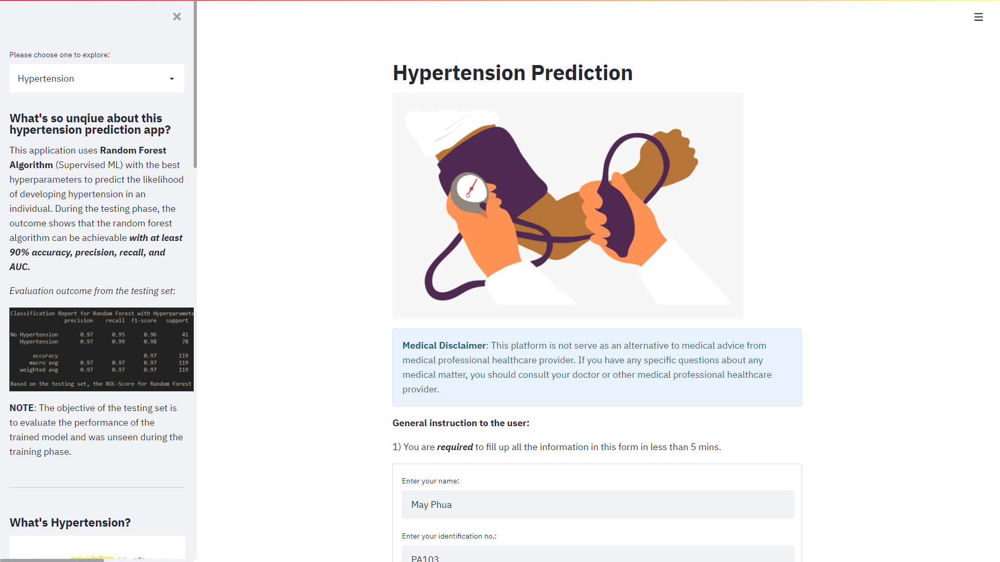 Please choose one to explore:
Hypertension
What's so unqiue about this
hypertension prediction app?
This application uses Random Forest
Algorithm (Supervised ML) with the best
hyperparameters to predict the likelihood
of developing hypertension in an
individual. During the testing phase, the
outcome shows that the random forest
algorithm can be achievable with at least
90% accuracy, precision, recall, and
AUC.
Evaluation outcome from the testing set:
Classification Report for Random Forest with Hyperparamete
precision recall f1-score support
No Hypertension 0.97 0.95 0.96 41
Hypertension 0.97 0.99 0.98 78
accuracy 0.97 119
macro avg 0.97 0.97 0.97 119
weighted avg 0.97 0.97 0.97 119
Based on the testing set, the ROC-Score for Random Forest
NOTE: The objective of the testing set is
to evaluate the performance of the
trained model and was unseen during the
training phase.
What's Hypertension?
Hypertension Prediction
Medical Disclaimer: This platform is not serve as an alternative to medical advice from
medical professional healthcare provider. If you have any specific questions about any
medical matter, you should consult your doctor or other medical professional healthcare
provider.
General instruction to the user:
1) You are required to fill up all the information in this form in less than 5 mins.
Enter your name:
May Phua
Enter your identification no.:
PA103